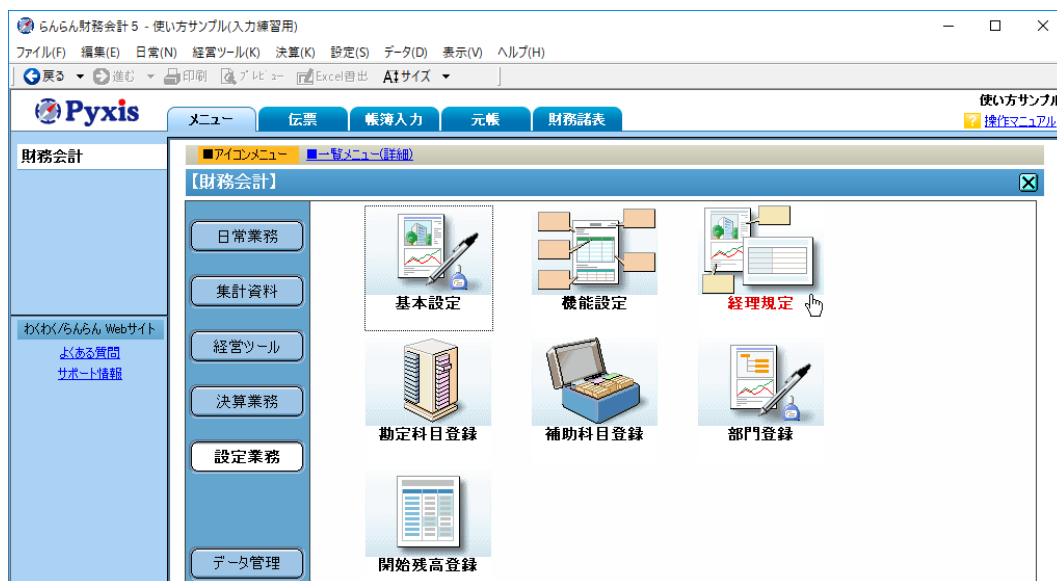 らんらん財務会計５ - 使い方サンプル(入力練習用)
ファイル(F) 編集(E) 日常(N) 経営ツール(K) 決算(K) 設定(S) データ(D) 表示(V) ヘルプ(H)
戻る 進む 印刷 プレビュー Excel書出 サイズ
使い方サンプル
Pyxis メニュー 伝票 帳簿入力 元帳 財務諸表 操作マニュアル
財務会計 ■アイコンメニュー ■一覧メニュー(詳細)
【財務会計】
日常業務
集計資料
経営ツール
決算業務
設定業務
データ管理
基本設定 機能設定 経理規定
勘定科目登録 補助科目登録 部門登録
開始残高登録
わくわく/らんらん Webサイト
よくある質問
サポート情報